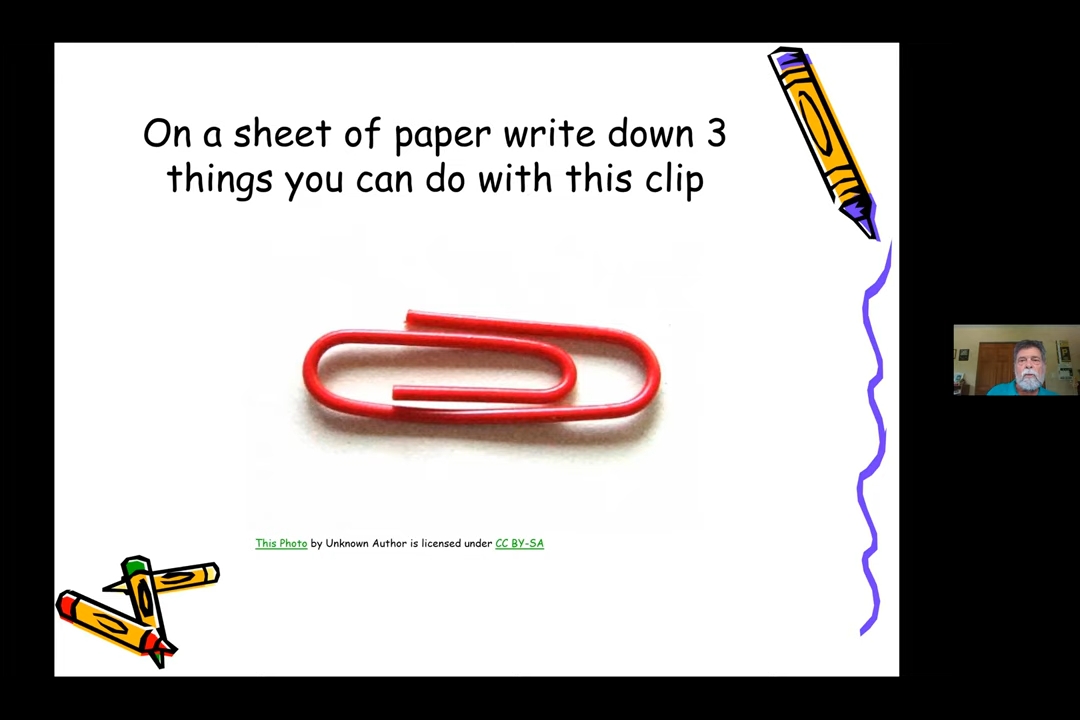 On a sheet of paper write down 3
things you can do with this clip
This Photo by Unknown Author is licensed under CC BY-SA